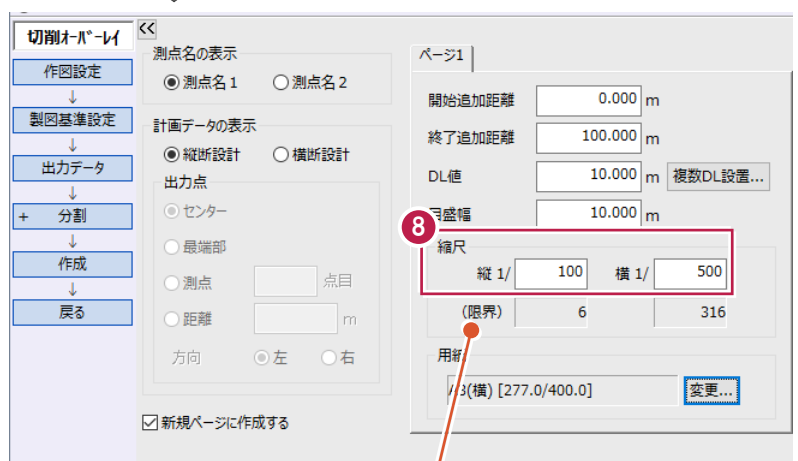 切削ｵｰﾊﾞｰﾚｲ
作図設定
↓
製図基準設定
↓
出力データ
↓
+ 分割
↓
作成
↓
戻る
<<
測点名の表示
測点名１ 測点名２
計画データの表示
縦断設計 横断設計
出力点
センター
最端部
測点 点目
距離 m
方向 左 右
新規ページに作成する
ページ1
開始追加距離 0.000 m
終了追加距離 100.000 m
DL値 10.000 m 複数DL設置...
目盛幅 10.000 m
8
縮尺
縦 1/ 100 横 1/ 500
(限界) 6 316
用紙
A3(横) [277.0/400.0] 変更...